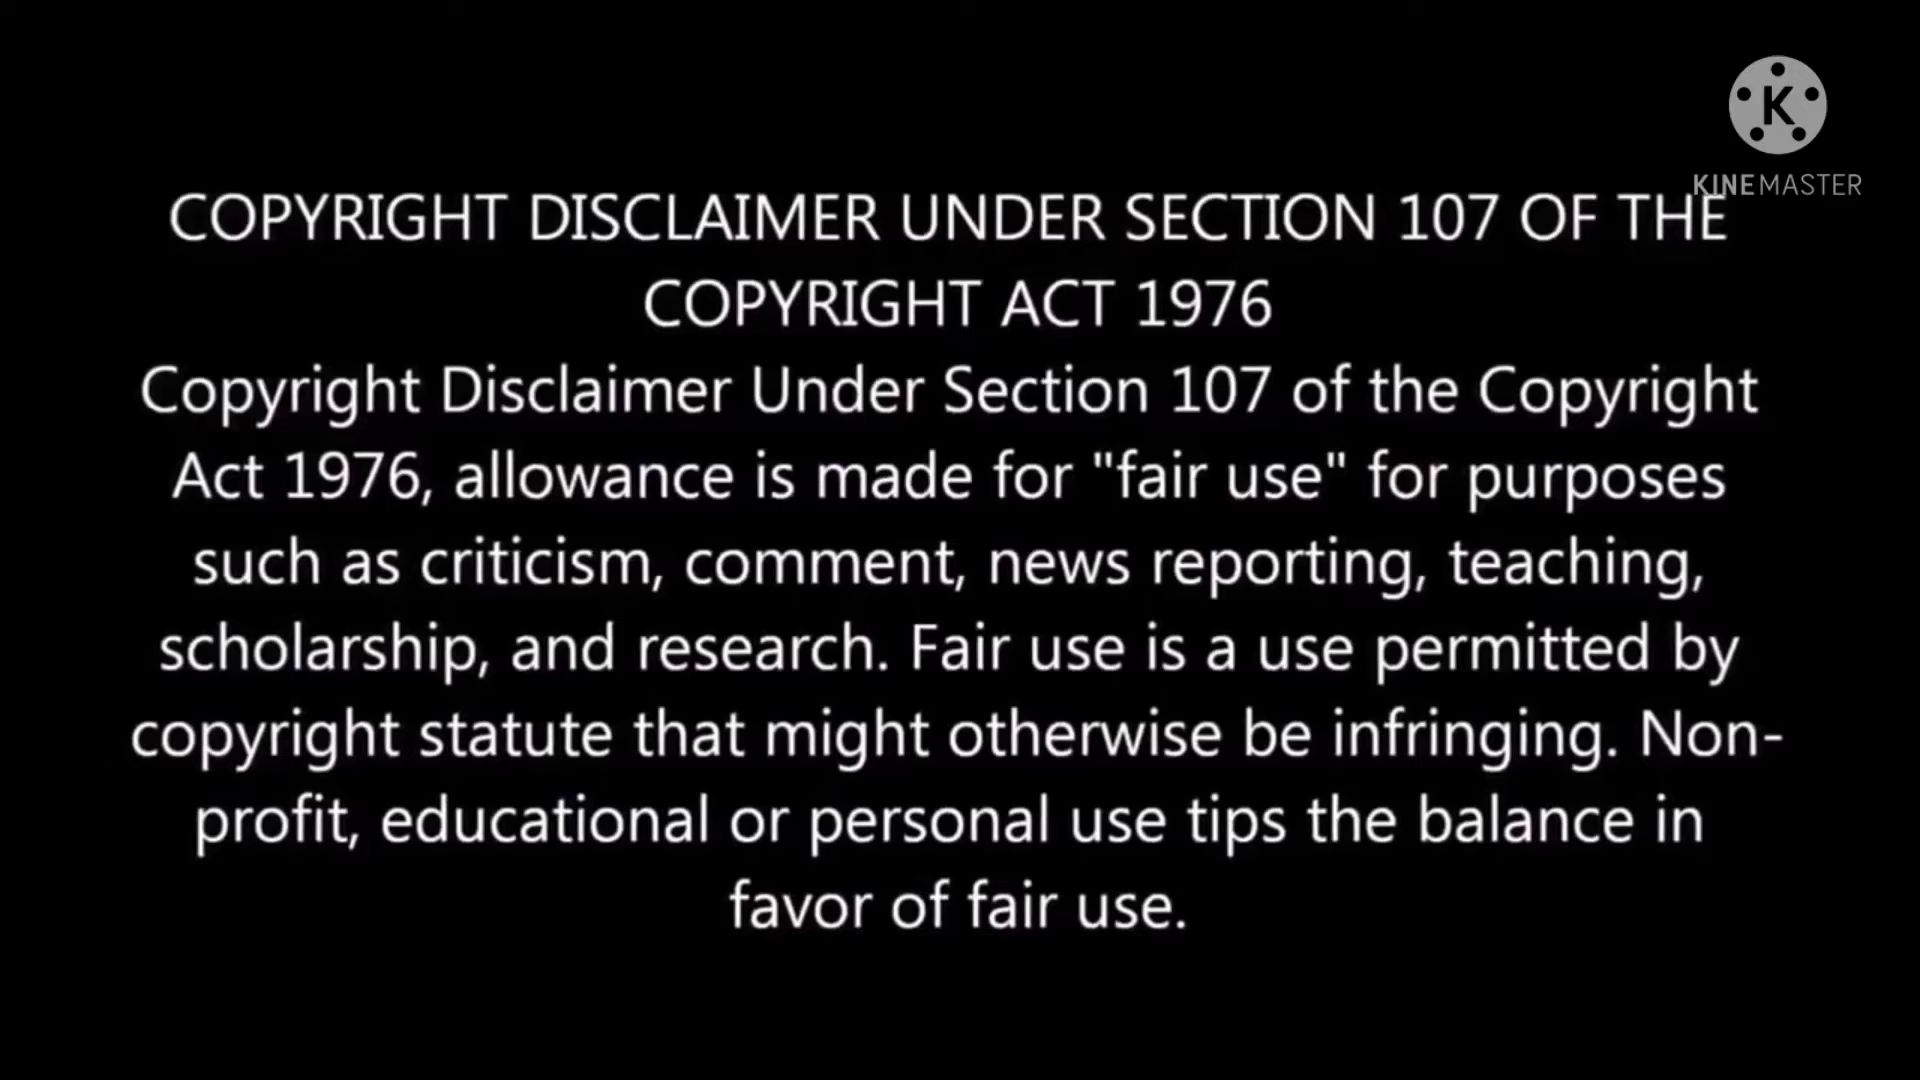 K
KINEMASTER
COPYRIGHT DISCLAIMER UNDER SECTION 107 OF THE
COPYRIGHT ACT 1976
Copyright Disclaimer Under Section 107 of the Copyright
Act 1976, allowance is made for "fair use" for purposes
such as criticism, comment, news reporting, teaching,
scholarship, and research. Fair use is a use permitted by
copyright statute that might otherwise be infringing. Non-
profit, educational or personal use tips the balance in
favor of fair use.